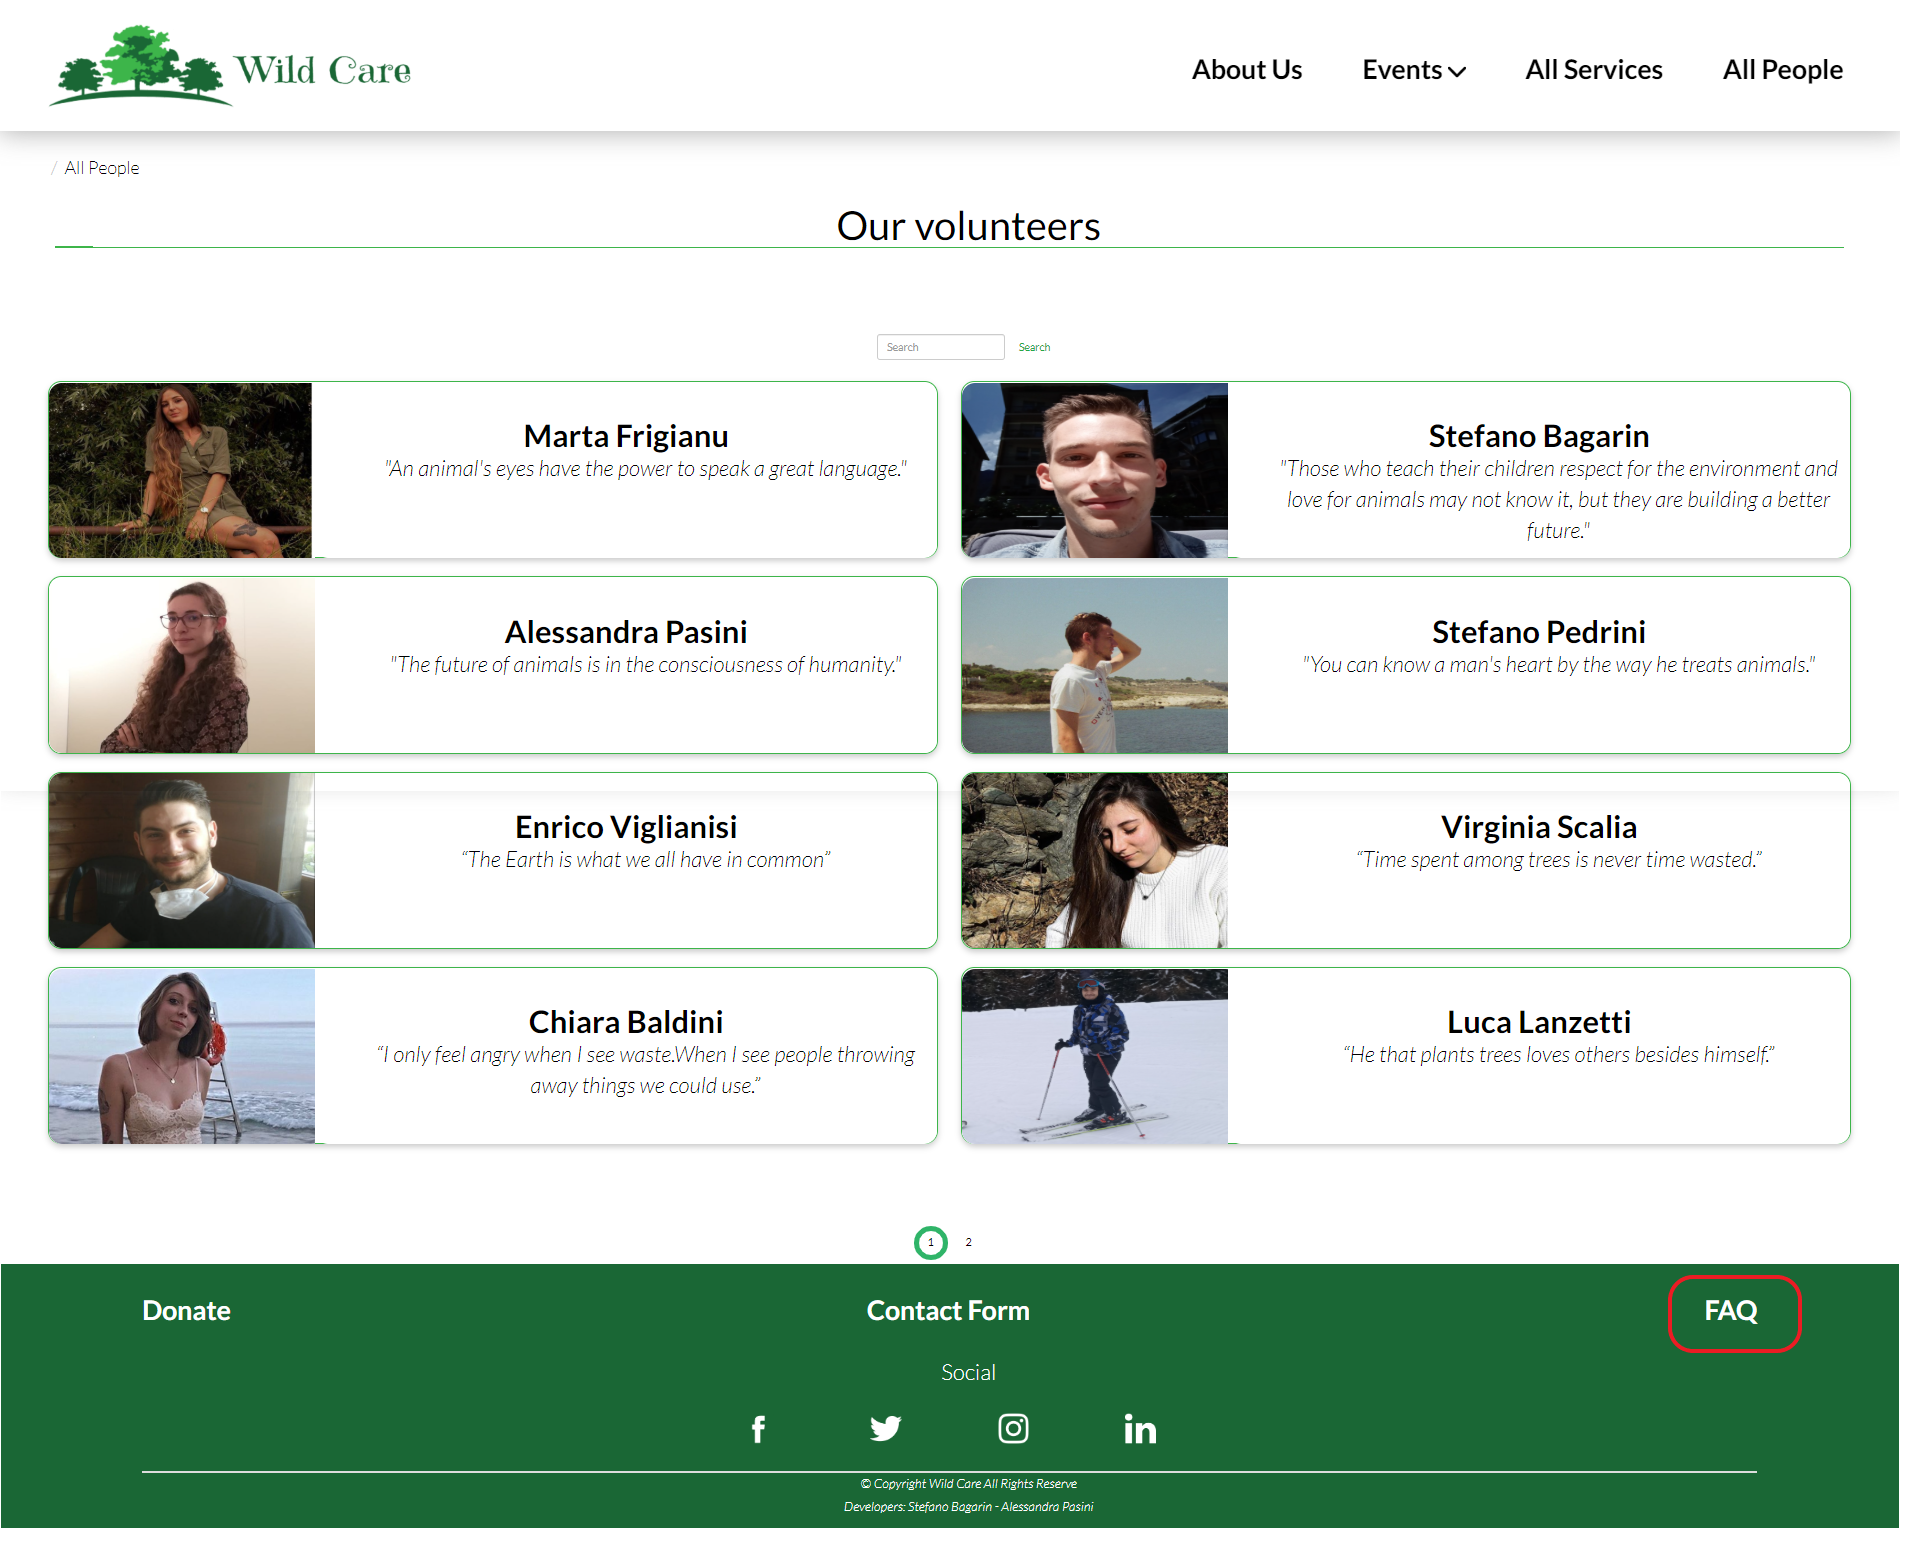 Wild Care
About Us
Events
All Services
All People
/ All People
Our volunteers
Search
Search
Marta Frigianu
"An animal's eyes have the power to speak a great language."
Stefano Bagarin
"Those who teach their children respect for the environment and
love for animals may not know it, but they are building a better
future."
Alessandra Pasini
"The future of animals is in the consciousness of humanity."
Stefano Pedrini
"You can know a man's heart by the way he treats animals."
Enrico Viglianisi
“The Earth is what we all have in common”
Virginia Scalia
“Time spent among trees is never time wasted.”
Chiara Baldini
“I only feel angry when I see waste.When I see people throwing
away things we could use.”
Luca Lanzetti
“He that plants trees loves others besides himself.”
1
2
Donate
Contact Form
FAQ
Social
© Copyright Wild Care All Rights Reserve
Developers: Stefano Bagarin - Alessandra Pasini